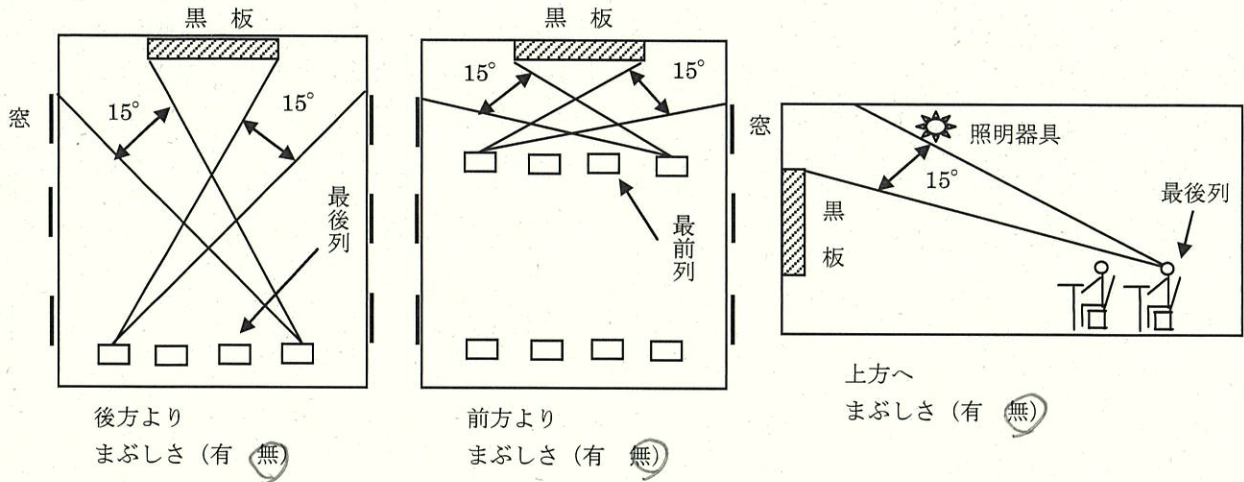 黒 板
窓
15°
15°
最後列
後方より
まぶしさ（有 無）
黒 板
15°
15°
窓
最前列
前方より
まぶしさ（有 無）
照明器具
15°
黒板
最後列
上方へ
まぶしさ（有 無）